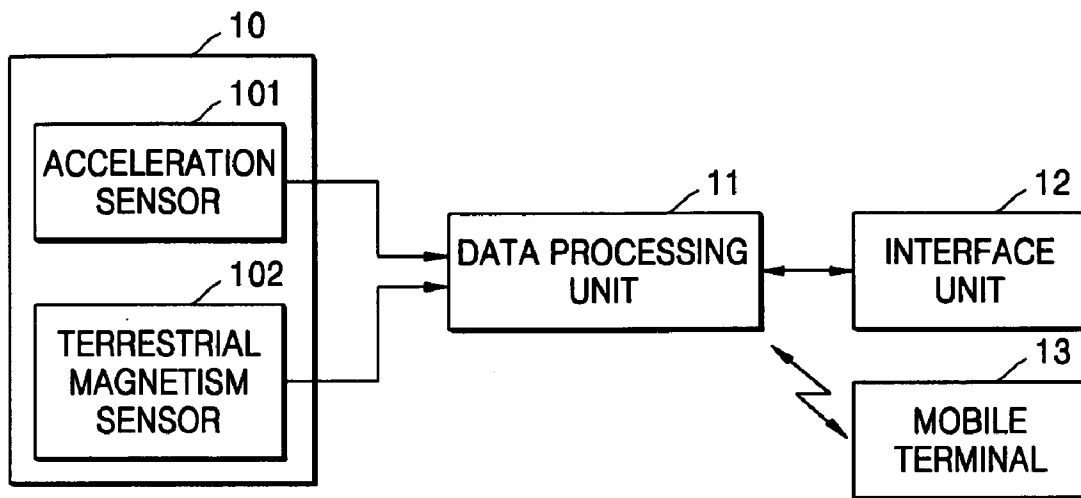 10
101
ACCELERATION
SENSOR
102
TERRESTRIAL
MAGNETISM
SENSOR
11
DATA PROCESSING
UNIT
12
INTERFACE
UNIT
13
MOBILE
TERMINAL